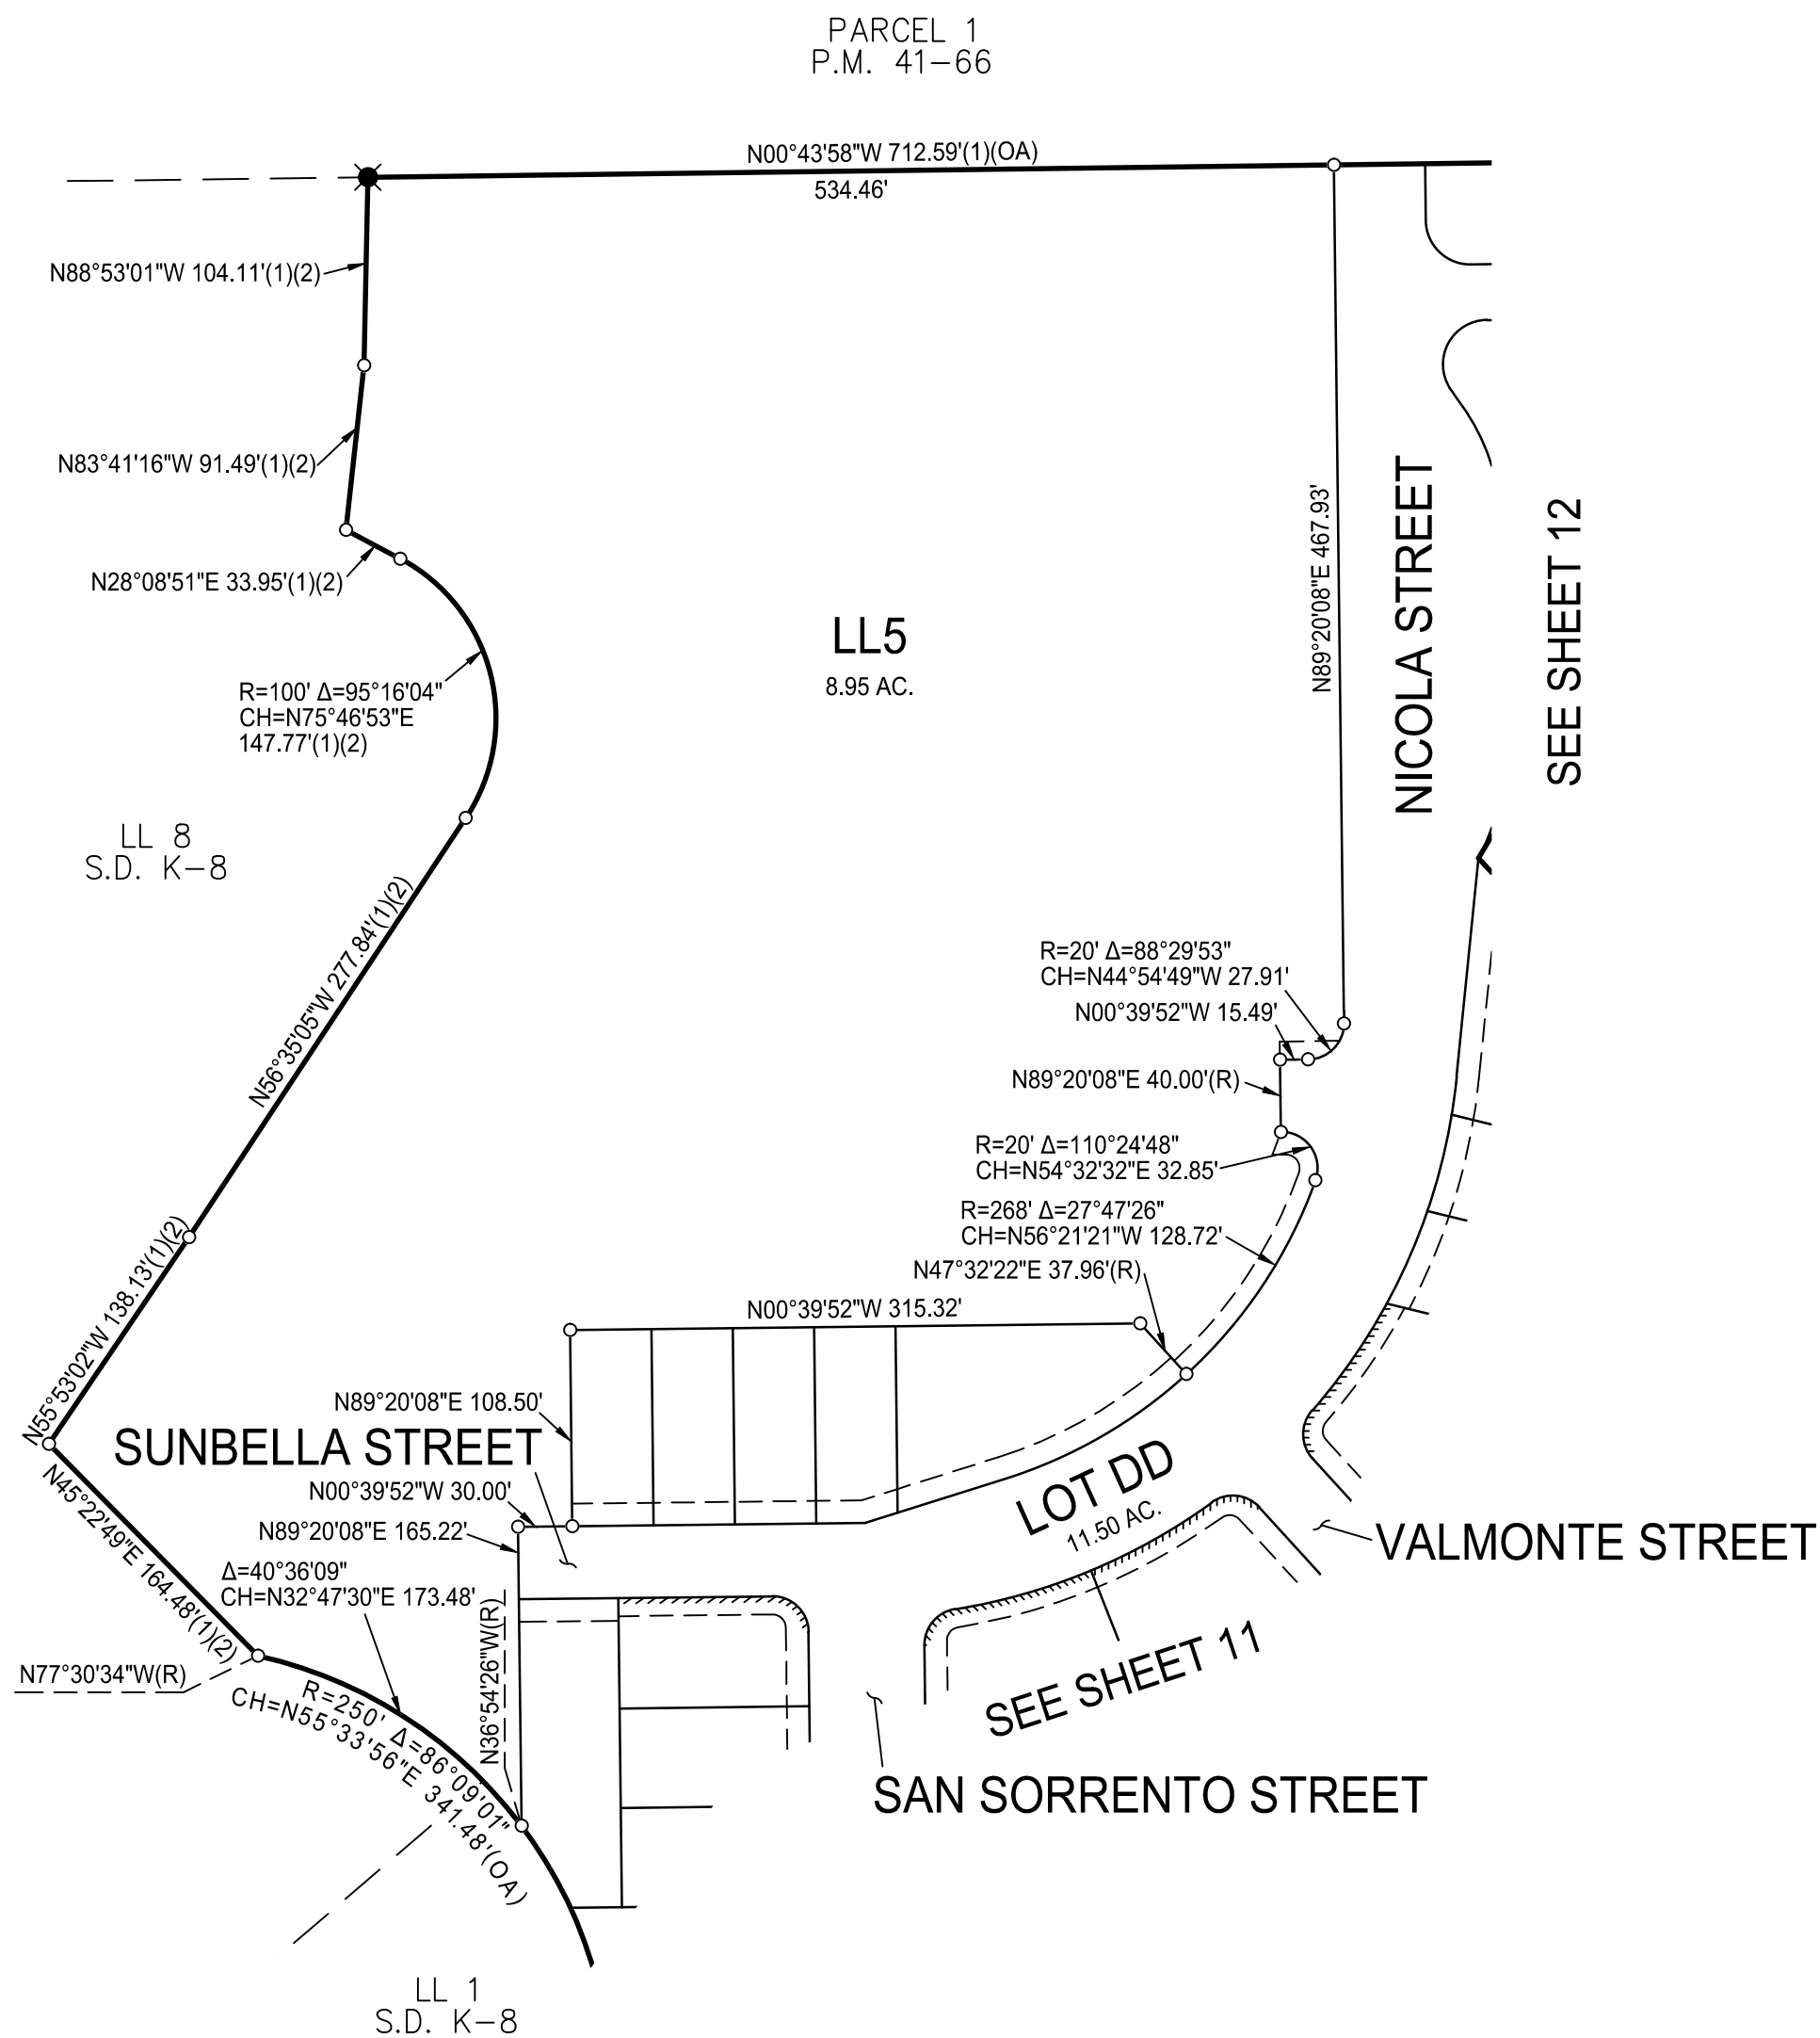 PARCEL 1
P.M. 41-66
N00°43'58"W 712.59'(1)(OA)
534.46'
N88°53'01"W 104.11'(1)(2)
N83°41'16"W 91.49'(1)(2)
N28°08'51"E 33.95'(1)(2)
R=100' Δ=95°16'04"
CH=N75°46'53"E
147.77'(1)(2)
LL5
8.95 AC.
N89°20'08"E 467.93'
NICOLA STREET
SEE SHEET 12
LL 8
S.D. K-8
N56°35'05"W 277.84'(1)(2)
R=20' Δ=88°29'53"
CH=N44°54'49"W 27.91'
N00°39'52"W 15.49'
N89°20'08"E 40.00'(R)
R=20' Δ=110°24'48"
CH=N54°32'32"E 32.85'
R=268' Δ=27°47'26"
CH=N56°21'21"W 128.72'
N47°32'22"E 37.96'(R)
N00°39'52"W 315.32'
N55°53'02"W 138.13'(1)(2)
N89°20'08"E 108.50'
SUNBELLA STREET
N00°39'52"W 30.00'
N89°20'08"E 165.22'
N45°22'49"E 164.48'(1)(2)
Δ=40°36'09"
CH=N32°47'30"E 173.48'
LOT DD
11.50 AC.
VALMONTE STREET
N77°30'34"W(R)
N36°54'26"W(R)
R=250' Δ=86°09'01"
CH=N55°33'56"E 341.48'(OA)
SEE SHEET 11
SAN SORRENTO STREET
LL 1
S.D. K-8